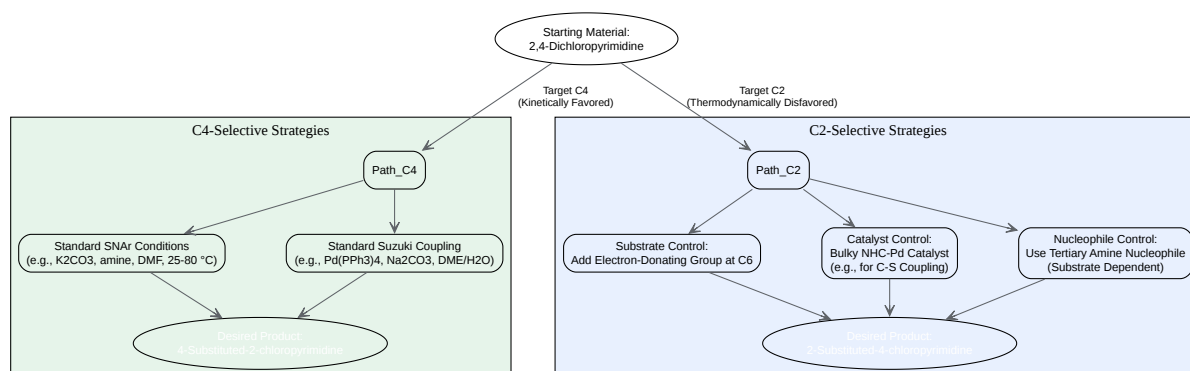 Starting Material:
2,4-Dichloropyrimidine
Target C4
(Kinetically Favored)
Target C2
(Thermodynamically Disfavored)
C4-Selective Strategies
Path_C4
Standard SNAr Conditions
(e.g., K2CO3, amine, DMF, 25-80 °C)
Standard Suzuki Coupling
(e.g., Pd(PPh3)4, Na2CO3, DME/H2O)
Desired Product:
4-Substituted-2-chloropyrimidine
C2-Selective Strategies
Path_C2
Substrate Control:
Add Electron-Donating Group at C6
Catalyst Control:
Bulky NHC-Pd Catalyst
(e.g., for C-S Coupling)
Nucleophile Control:
Use Tertiary Amine Nucleophile
(Substrate Dependent)
Desired Product:
2-Substituted-4-chloropyrimidine